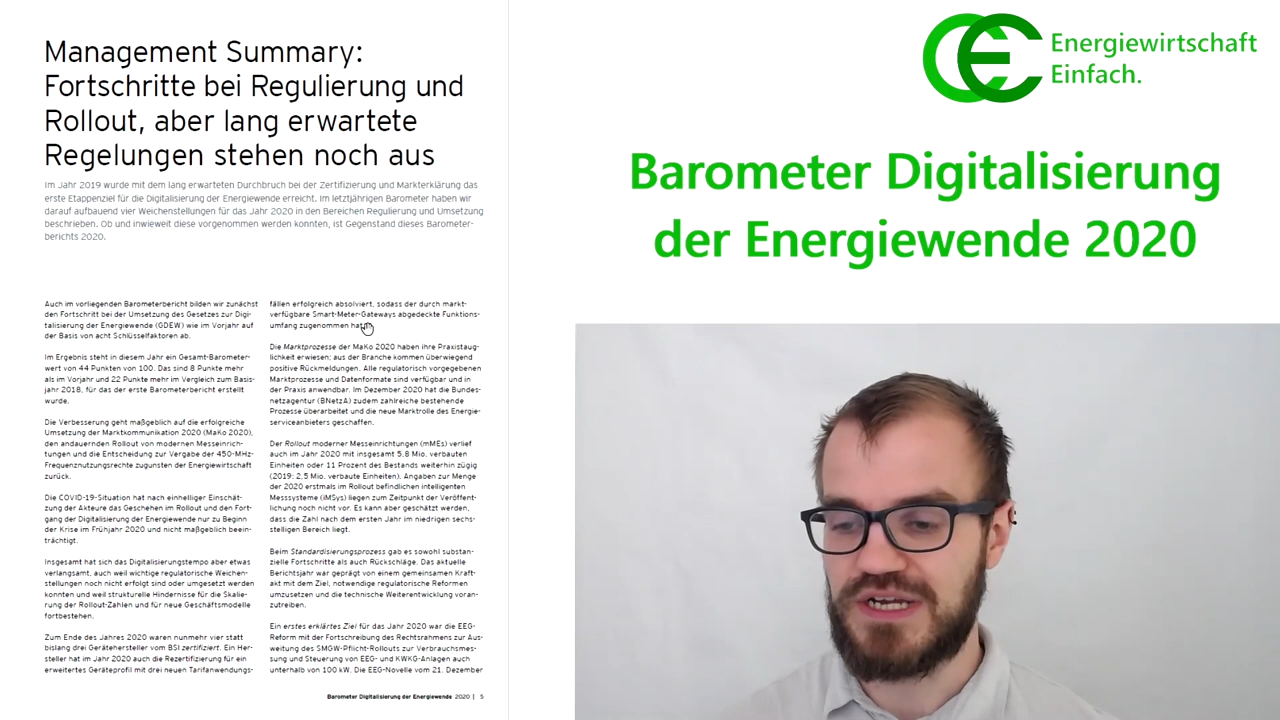 Management Summary:
Fortschritte bei Regulierung und
Rollout, aber lang erwartete
Regelungen stehen noch aus
Im Jahr 2019 wurde mit dem lang erwarteten Durchbruch bei der Zertifizierung und Markterklärung das
erste Etappenziel für die Digitalisierung der Energiewende erreicht. Im letztjährigen Barometer haben wir
darauf aufbauend vier Weichenstellungen für das Jahr 2020 in den Bereichen Regulierung und Umsetzung
beschrieben. Ob und inwieweit diese vorgenommen werden konnten, ist Gegenstand dieses Barometer-
berichts 2020.
Auch im vorliegenden Barometerbericht bilden wir zunächst
den Fortschritt bei der Umsetzung des Gesetzes zur Digi-
talisierung der Energiewende (GDEW) wie im Vorjahr auf
der Basis von acht Schlüsselfaktoren ab.
Im Ergebnis steht in diesem Jahr ein Gesamt-Barometer-
wert von 44 Punkten von 100. Das sind 8 Punkte mehr
als im Vorjahr und 22 Punkte mehr im Vergleich zum Basis-
jahr 2018, für das der erste Barometerbericht erstellt
wurde.
Die Verbesserung geht maßgeblich auf die erfolgreiche
Umsetzung der Marktkommunikation 2020 (MaKo 2020),
den andauernden Rollout von modernen Messeinrich-
tungen und die Entscheidung zur Vergabe der 450-MHz-
Frequenznutzungsrechte zugunsten der Energiewirtschaft
zurück.
Die COVID-19-Situation hat nach einhelliger Einschät-
zung der Akteure das Geschehen im Rollout und den Fort-
gang der Digitalisierung der Energiewende nur zu Beginn
der Krise im Frühjahr 2020 und nicht maßgeblich beein-
trächtigt.
Insgesamt hat sich das Digitalisierungstempo aber etwas
verlangsamt, auch weil wichtige regulatorische Weichen-
stellungen noch nicht erfolgt sind oder umgesetzt werden
konnten und weil strukturelle Hindernisse für die Skalie-
rung der Rollout-Zahlen und für neue Geschäftsmodelle
fortbestehen.
Zum Ende des Jahres 2020 waren nunmehr vier statt
bislang drei Gerätehersteller vom BSI zertifiziert. Ein Her-
steller hat im Jahr 2020 auch die Rezertifizierung für ein
erweitertes Geräteprofil mit drei neuen Tarifanwendungs-
fällen erfolgreich absolviert, sodass der durch markt-
verfügbare Smart-Meter-Gateways abgedeckte Funktions-
umfang zugenommen hat.
Die Marktprozesse der MaKo 2020 haben ihre Praxistaug-
lichkeit erwiesen; aus der Branche kommen überwiegend
positive Rückmeldungen. Alle regulatorisch vorgegebenen
Marktprozesse und Datenformate sind verfügbar und in
der Praxis anwendbar. Im Dezember 2020 hat die Bundes-
netzagentur (BNetzA) zudem zahlreiche bestehende
Prozesse überarbeitet und die neue Marktrolle des Energie-
serviceanbieters geschaffen.
Der Rollout moderner Messeinrichtungen (mMEs) verlief
auch im Jahr 2020 mit insgesamt 5,8 Mio. verbauten
Einheiten oder 11 Prozent des Bestands weiterhin zügig
(2019: 2,5 Mio. verbaute Einheiten). Angaben zur Menge
der 2020 erstmals im Rollout befindlichen intelligenten
Messsysteme (iMSys) liegen zum Zeitpunkt der Veröffent-
lichung noch nicht vor. Es kann aber geschätzt werden,
dass die Zahl nach dem ersten Jahr im niedrigen sechs-
stelligen Bereich liegt.
Beim Standardisierungsprozess gab es sowohl substan-
zielle Fortschritte als auch Rückschläge. Das aktuelle
Berichtsjahr war geprägt von einem gemeinsamen Kraft-
akt mit dem Ziel, notwendige regulatorische Reformen
umzusetzen und die technische Weiterentwicklung voran-
zutreiben.
Ein erstes erklärtes Ziel für das Jahr 2020 war die EEG-
Reform mit der Fortschreibung des Rechtsrahmens zur Aus-
weitung des SMGW-Pflicht-Rollouts zur Verbrauchsmes-
sung und Steuerung von EEG- und KWKG-Anlagen auch
unterhalb von 100 kW. Die EEG-Novelle vom 21. Dezember
Barometer Digitalisierung der Energiewende 2020 | 5
Energiewirtschaft
Einfach.
Barometer Digitalisierung
der Energiewende 2020